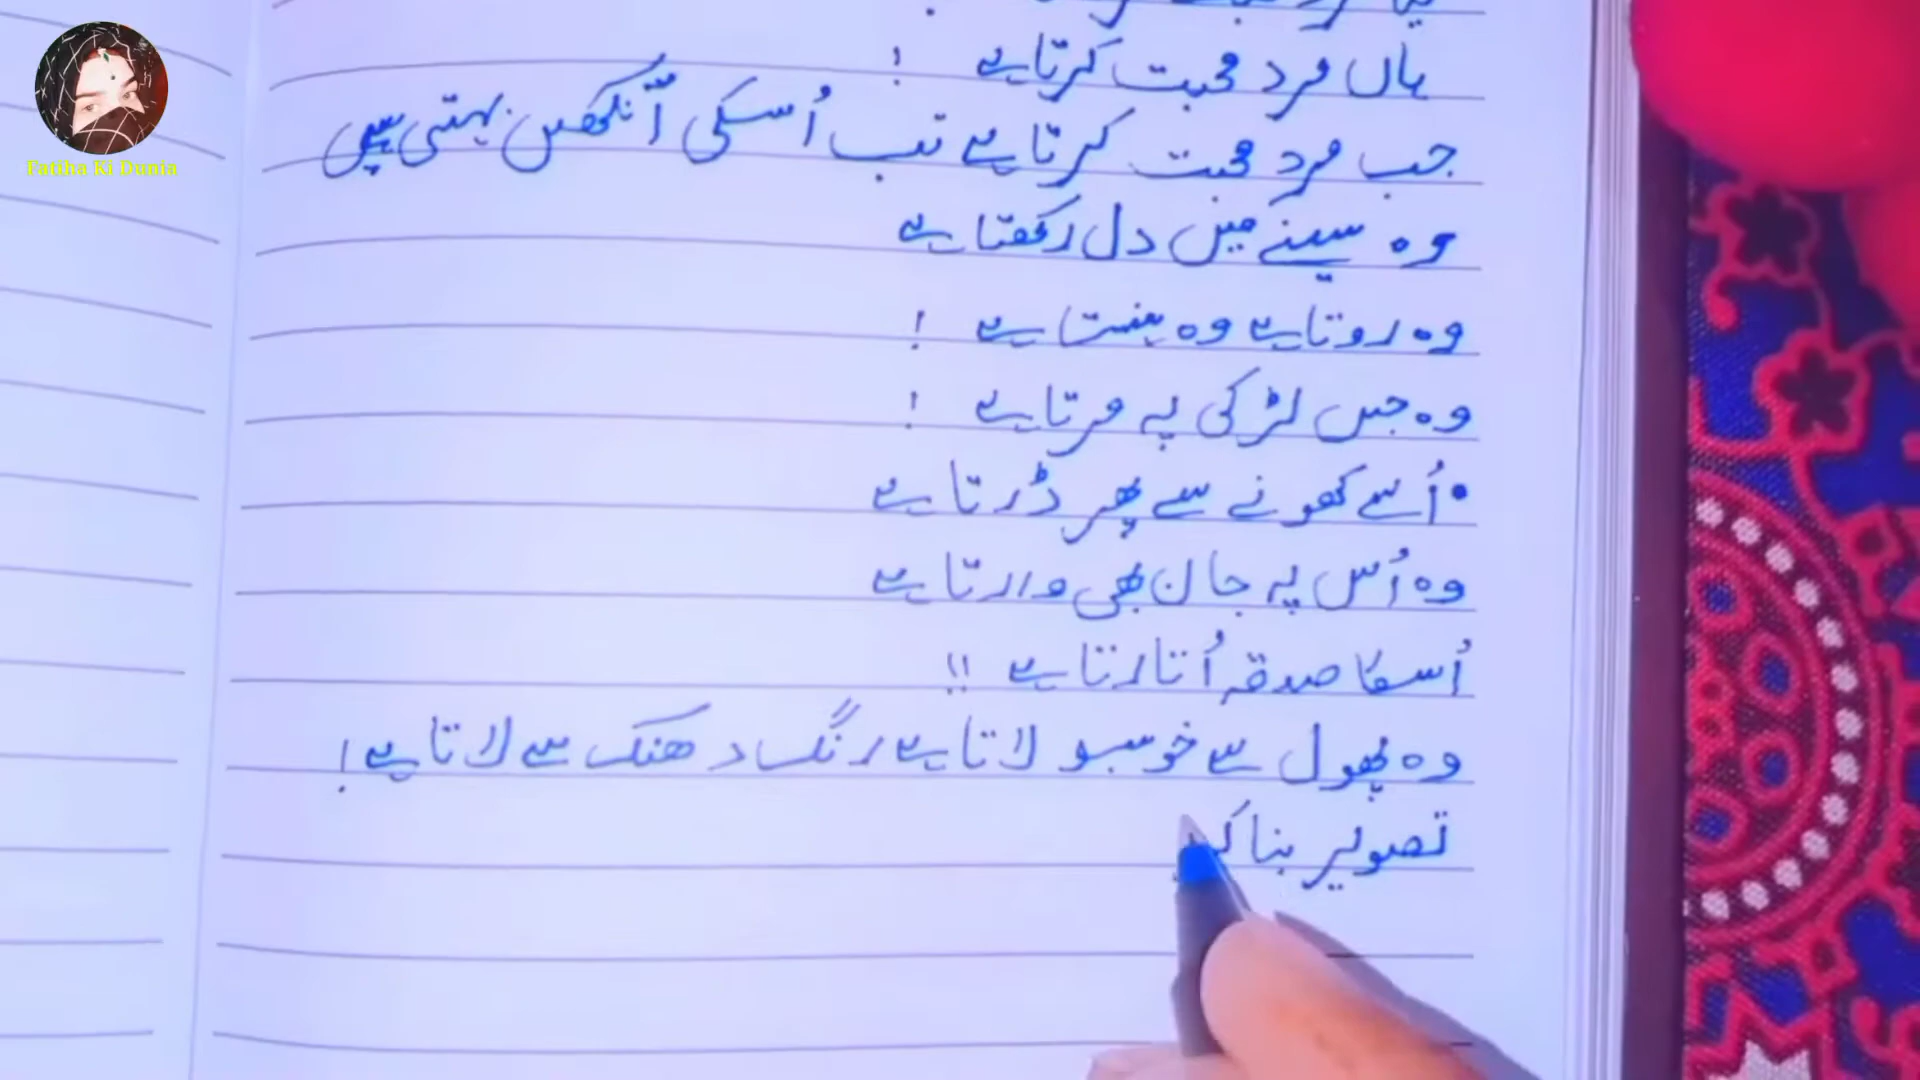 Fatiha Ki Dunia
ہاں مرد محبت کرتا ہے !
جب مرد محبت کرتا ہے تب اُسکی آنکھیں بہتی ہیں
وہ سینے میں دل رکھتا ہے
وہ روتا ہے وہ ہنستا ہے !
وہ جس لڑکی پہ مرتا ہے !
• اُسے کھونے سے پھر ڈرتا ہے
وہ اُس پہ جان بھی وارتا ہے
اُسکا صدقہ اُتارتا ہے !!
وہ پھول سے خوسبو لاتا ہے رنگ دھنک سے لاتا ہے !
تصویر بنا کر